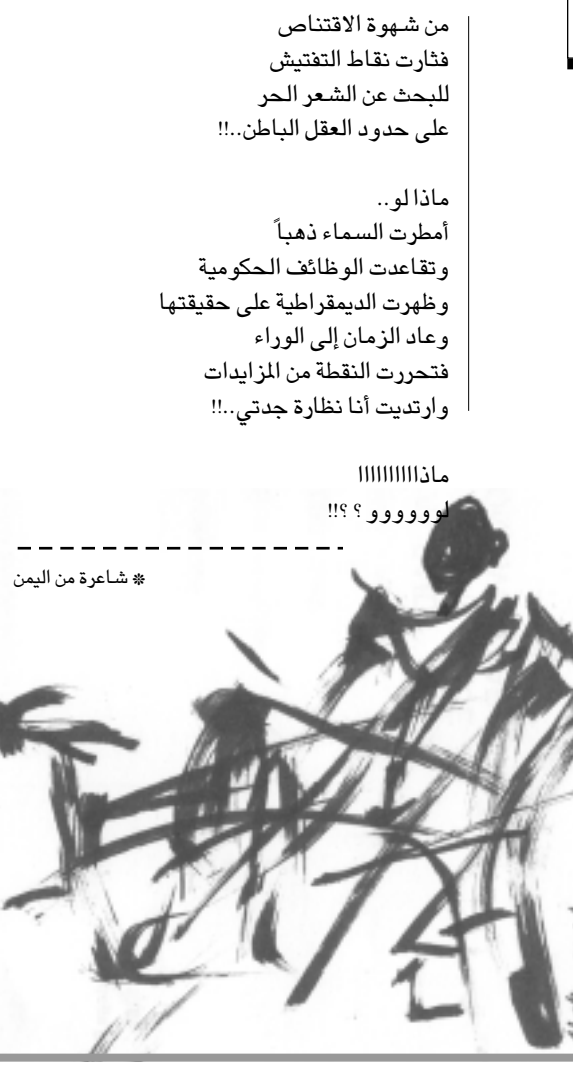 من شهوة الاقتناص
فثارت نقاط التفتيش
للبحث عن الشعر الحر
على حدود العقل الباطن..!!
ماذا لو..
أمطرت السماء ذهباً
وتقاعدت الوظائف الحكومية
وظهرت الديمقراطية على حقيقتها
وعاد الزمان إلى الوراء
فتحررت النقطة من المزايدات
وارتديت أنا نظارة جدتي..!!
ماذاااااااااا
لوووووو ؟ ؟!!
* شاعرة من اليمن